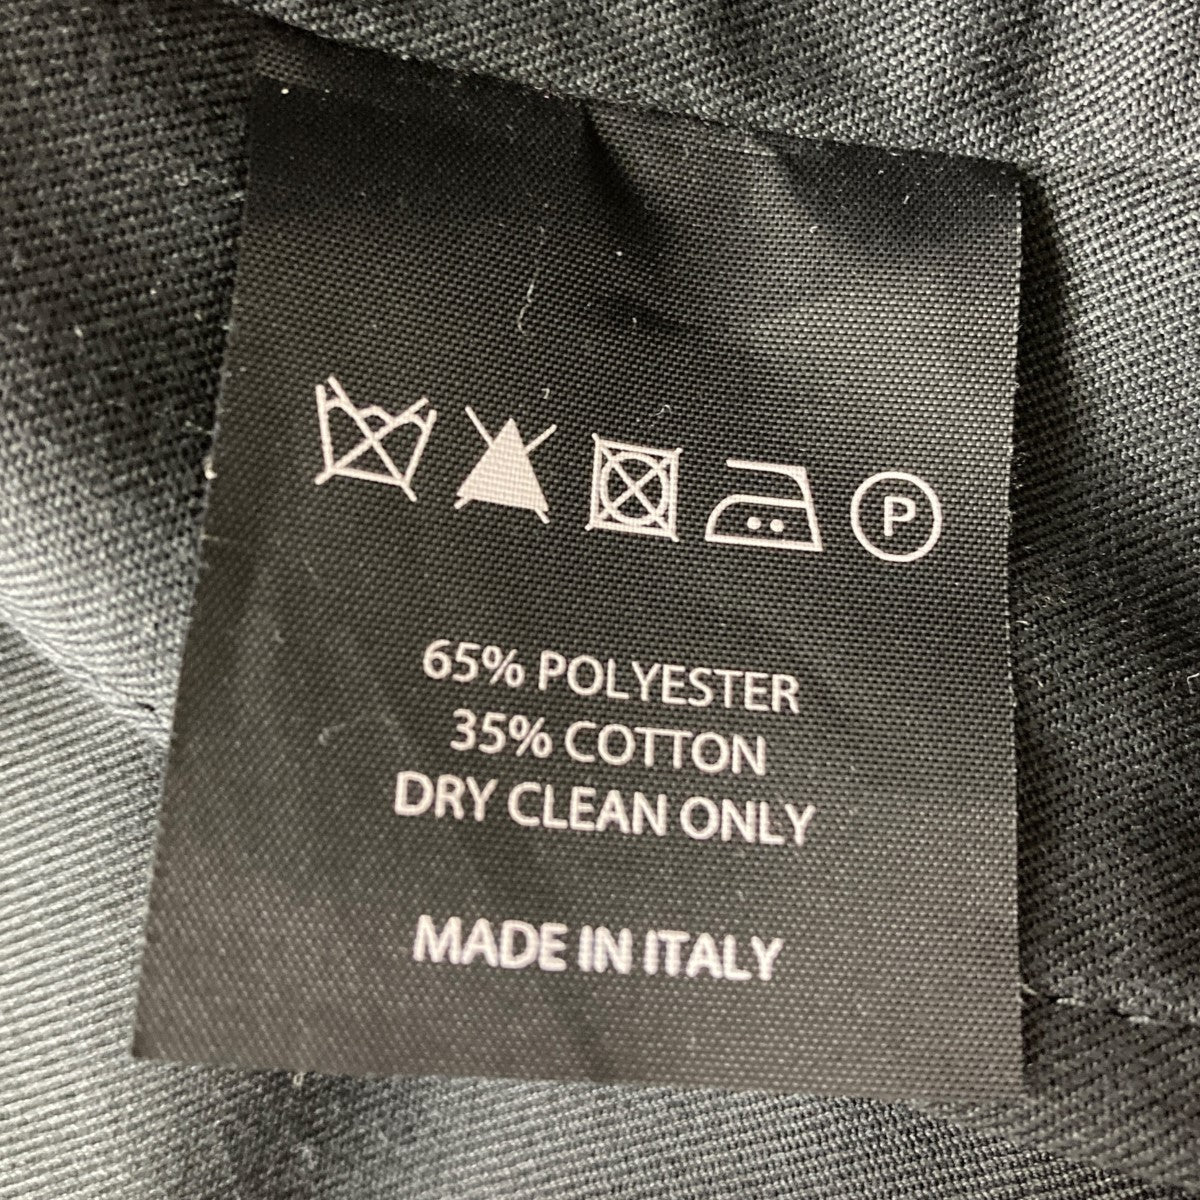 P
65% POLYESTER
35% COTTON
DRY CLEAN ONLY
MADE IN ITALY